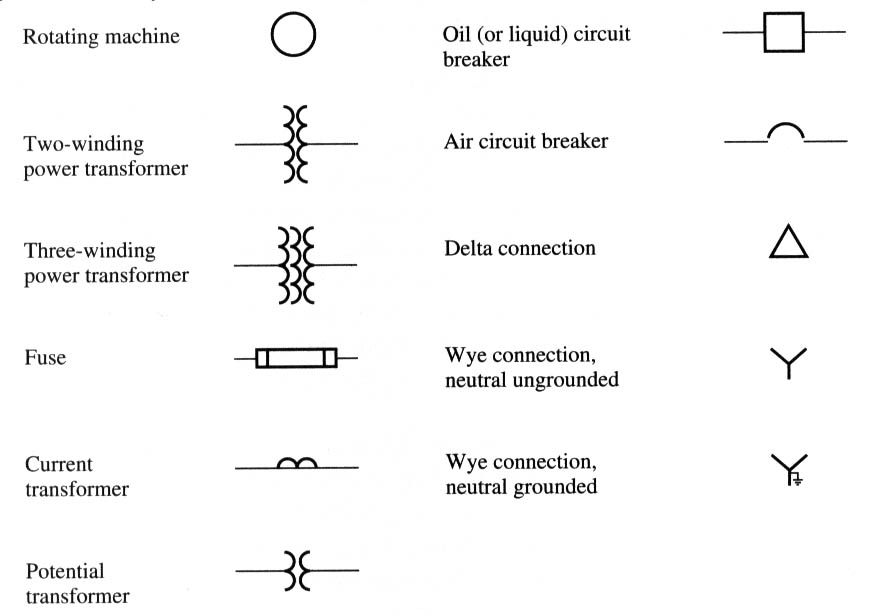 Rotating machine
Two-winding
power transformer
Three-winding
power transformer
Fuse
Current
transformer
Potential
transformer
Oil (or liquid) circuit
breaker
Air circuit breaker
Delta connection
Wye connection,
neutral ungrounded
Wye connection,
neutral grounded